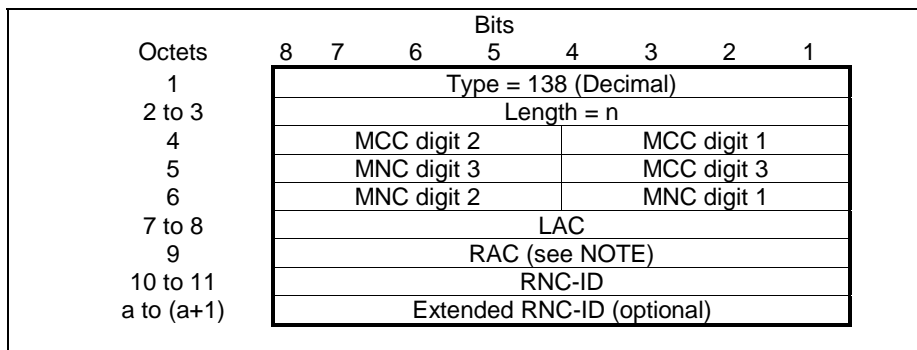 Bits
Octets 8 7 6 5 4 3 2 1
1 Type = 138 (Decimal)
2 to 3 Length = n
4 MCC digit 2 MCC digit 1
5 MNC digit 3 MCC digit 3
6 MNC digit 2 MNC digit 1
7 to 8 LAC
9 RAC (see NOTE)
10 to 11 RNC-ID
a to (a+1) Extended RNC-ID (optional)